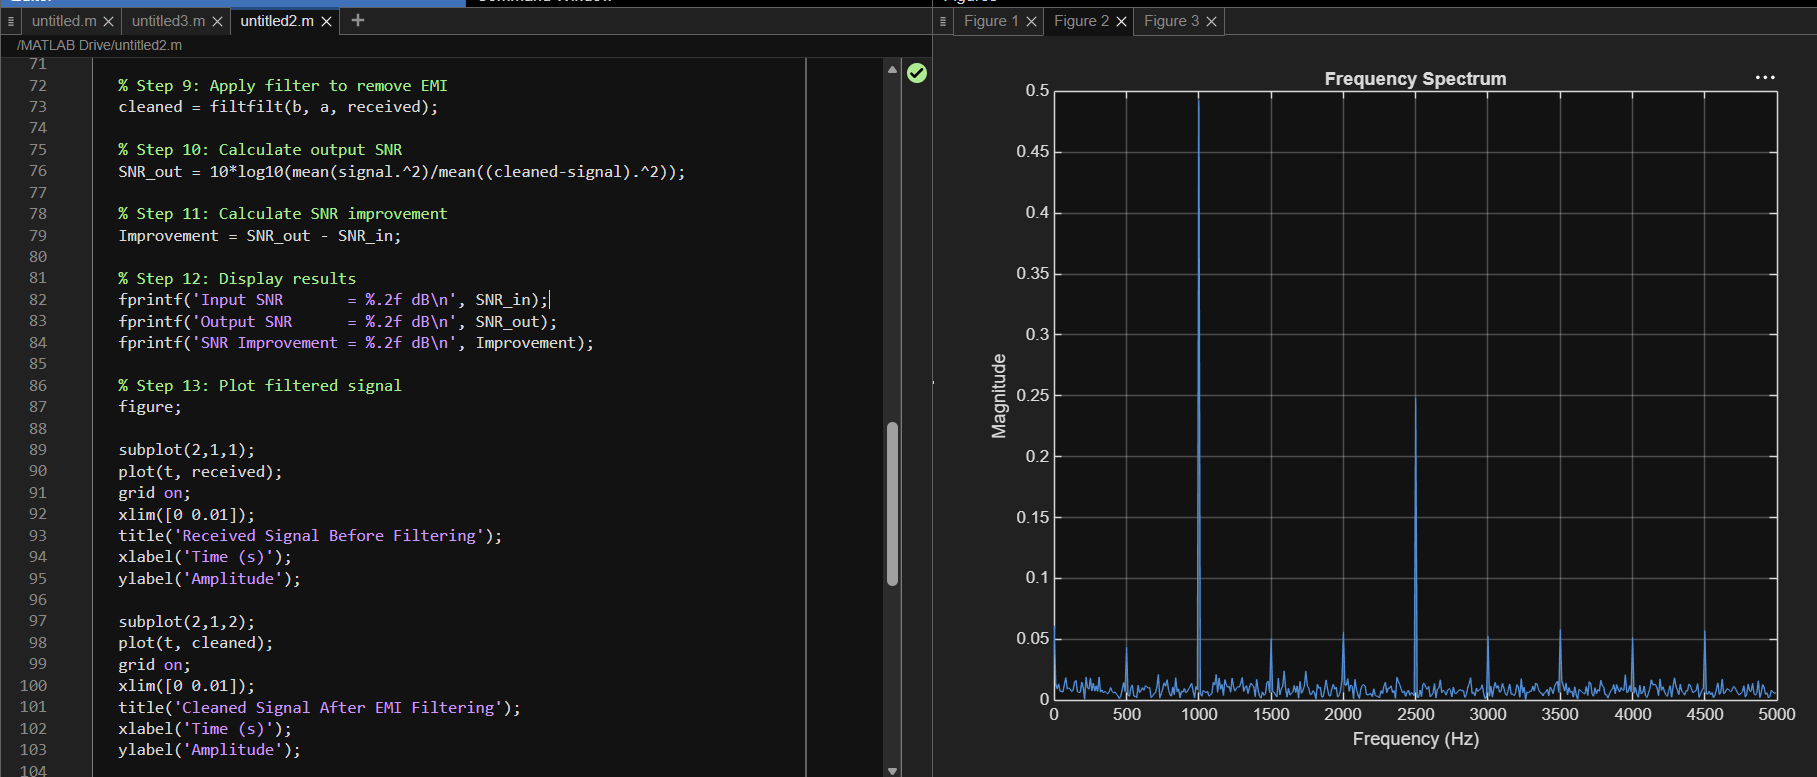 untitled.m × untitled3.m × untitled2.m × +
/MATLAB Drive/untitled2.m
71
72 % Step 9: Apply filter to remove EMI
73 cleaned = filtfilt(b, a, received);
74
75 % Step 10: Calculate output SNR
76 SNR_out = 10*log10(mean(signal.^2)/mean((cleaned-signal).^2));
77
78 % Step 11: Calculate SNR improvement
79 Improvement = SNR_out - SNR_in;
80
81 % Step 12: Display results
82 fprintf('Input SNR       = %.2f dB\n', SNR_in);
83 fprintf('Output SNR      = %.2f dB\n', SNR_out);
84 fprintf('SNR Improvement = %.2f dB\n', Improvement);
85
86 % Step 13: Plot filtered signal
87 figure;
88
89 subplot(2,1,1);
90 plot(t, received);
91 grid on;
92 xlim([0 0.01]);
93 title('Received Signal Before Filtering');
94 xlabel('Time (s)');
95 ylabel('Amplitude');
96
97 subplot(2,1,2);
98 plot(t, cleaned);
99 grid on;
100 xlim([0 0.01]);
101 title('Cleaned Signal After EMI Filtering');
102 xlabel('Time (s)');
103 ylabel('Amplitude');
104
Figure 1 × Figure 2 × Figure 3 ×
Frequency Spectrum
0.5
0.45
0.4
0.35
0.3
0.25
0.2
0.15
0.1
0.05
0
Magnitude
0 500 1000 1500 2000 2500 3000 3500 4000 4500 5000
Frequency (Hz)